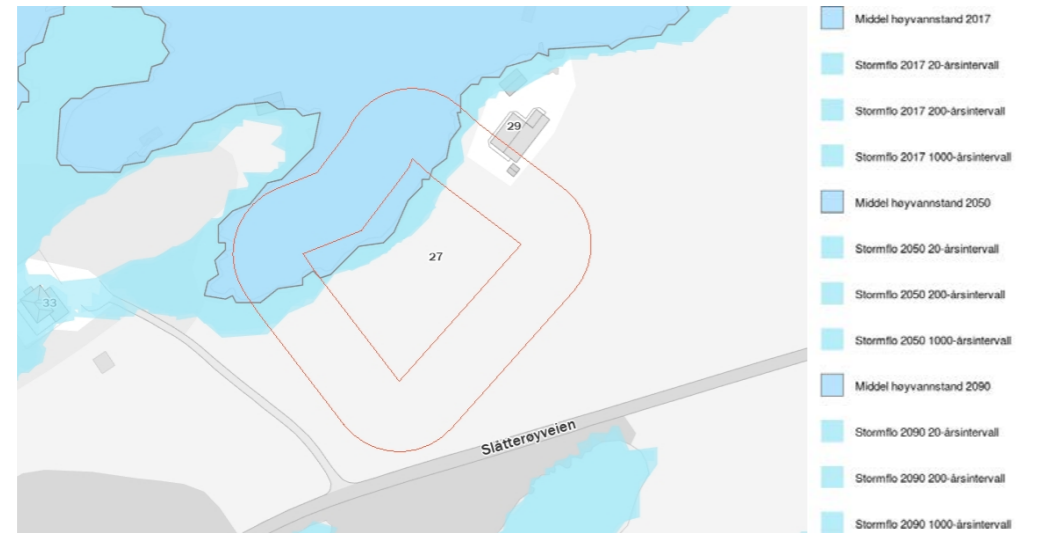 29
27
33
Slåtterøyveien
Middel høyvannstand 2017
Stormflo 2017 20-årsintervall
Stormflo 2017 200-årsintervall
Stormflo 2017 1000-årsintervall
Middel høyvannstand 2050
Stormflo 2050 20-årsintervall
Stormflo 2050 200-årsintervall
Stormflo 2050 1000-årsintervall
Middel høyvannstand 2090
Stormflo 2090 20-årsintervall
Stormflo 2090 200-årsintervall
Stormflo 2090 1000-årsintervall